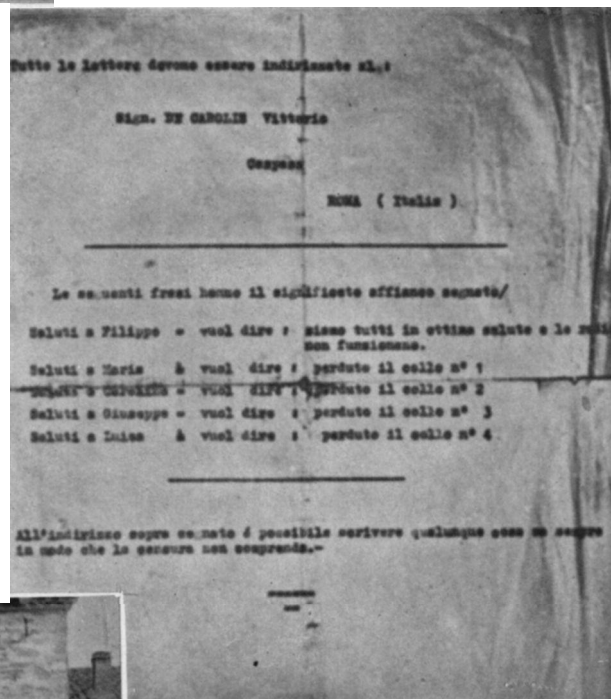 Tutte le lettere devono essere indirizzate al.:
Sign. DE CAROLIS Vittorio
ROMA ( Italia )
Le seguenti frasi hanno il significato affianco segnato/
Saluti a Filippo = vuol dire : siamo tutti in ottima salute e le
non funzionano.
Saluti a Maria à vuol dire : perduto il collo n° 1
Saluti a Carolina = vuol dire : perduto il collo n° 2
Saluti a Giuseppe = vuol dire : perduto il collo n° 3
Saluti a Luisa à vuol dire : perduto il collo n° 4
All'indirizzo sopra segnato é possibile scrivere qualunque cosa ma sempre
in modo che la censura non comprenda.-